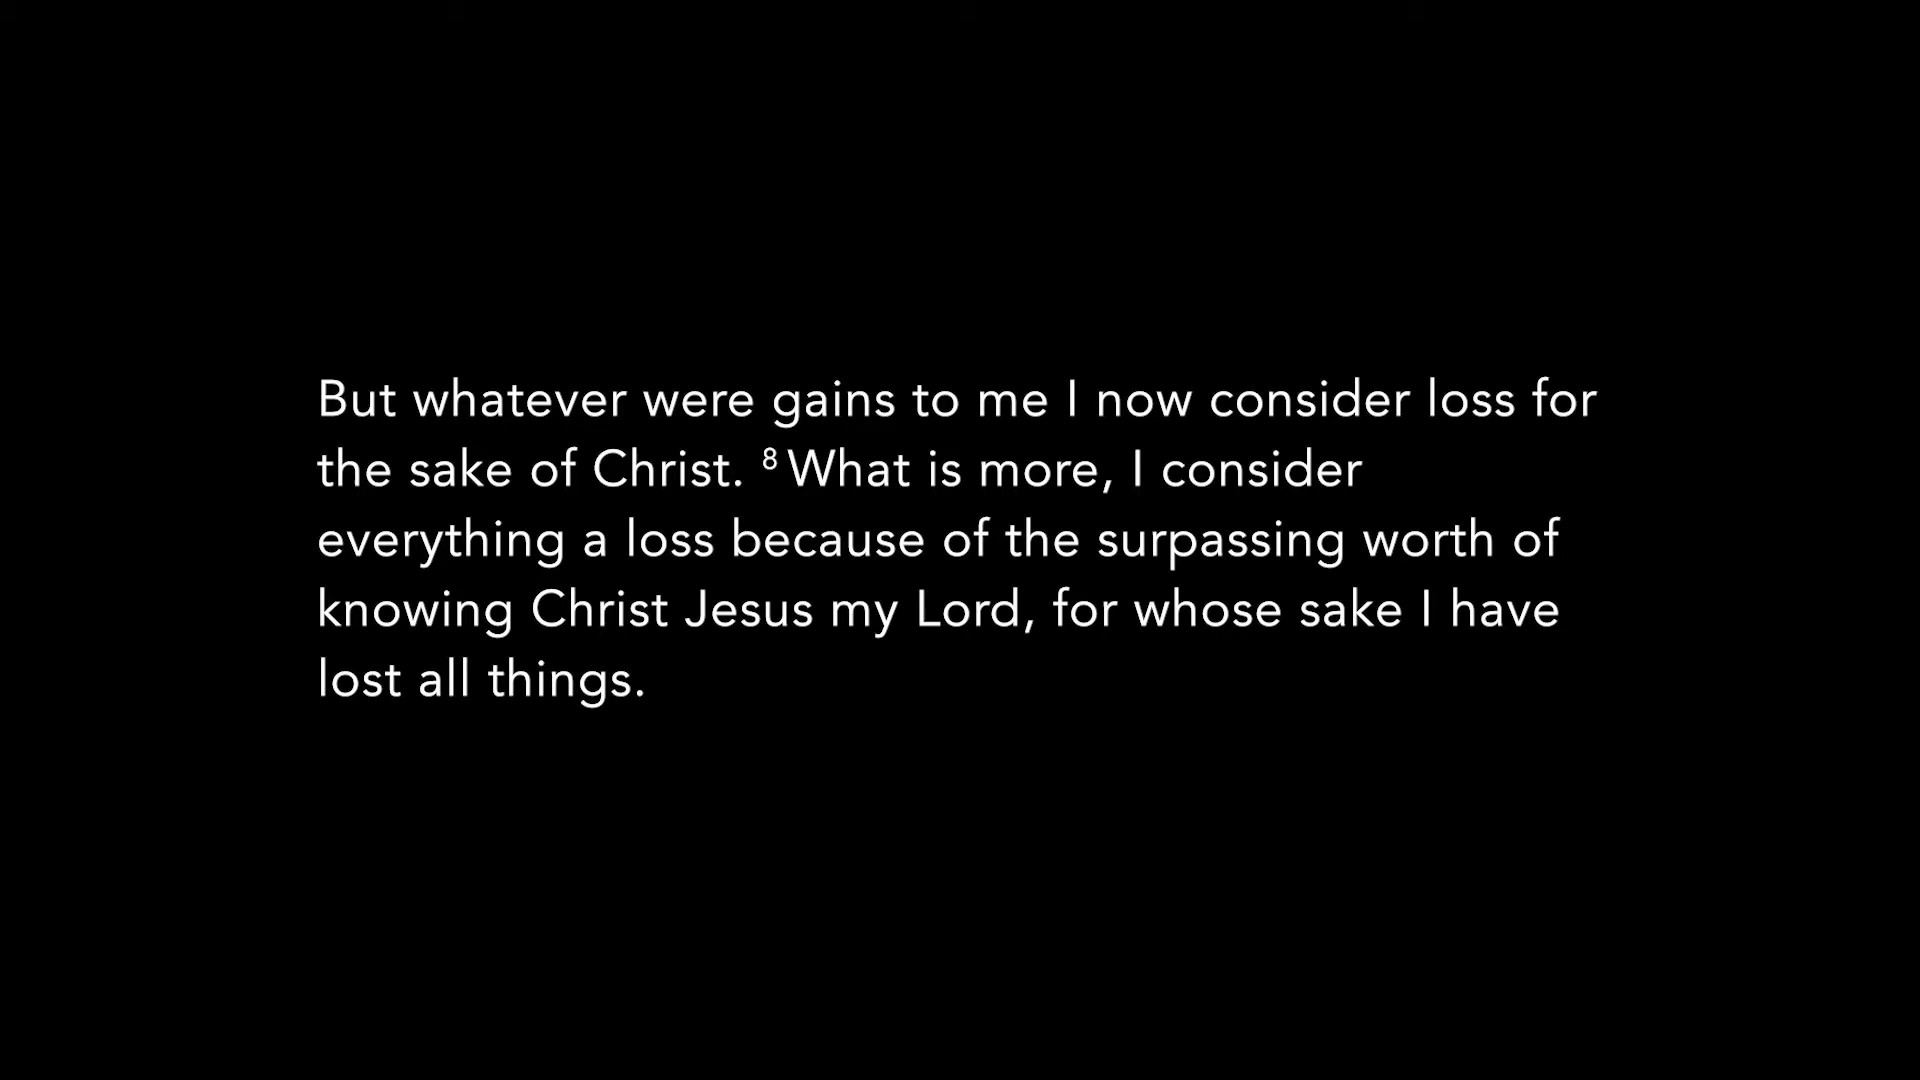 But whatever were gains to me I now consider loss for
the sake of Christ. ⁸ What is more, I consider
everything a loss because of the surpassing worth of
knowing Christ Jesus my Lord, for whose sake I have
lost all things.